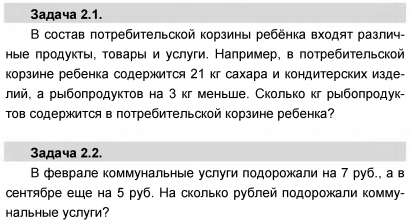 Задача 2.1.
В состав потребительской корзины ребёнка входят различ-
ные продукты, товары и услуги. Например, в потребительской
корзине ребенка содержится 21 кг сахара и кондитерских изде-
лий, а рыбопродуктов на 3 кг меньше. Сколько кг рыбопродук-
тов содержится в потребительской корзине ребенка?
Задача 2.2.
В феврале коммунальные услуги подорожали на 7 руб., а в
сентябре еще на 5 руб. На сколько рублей подорожали комму-
нальные услуги?